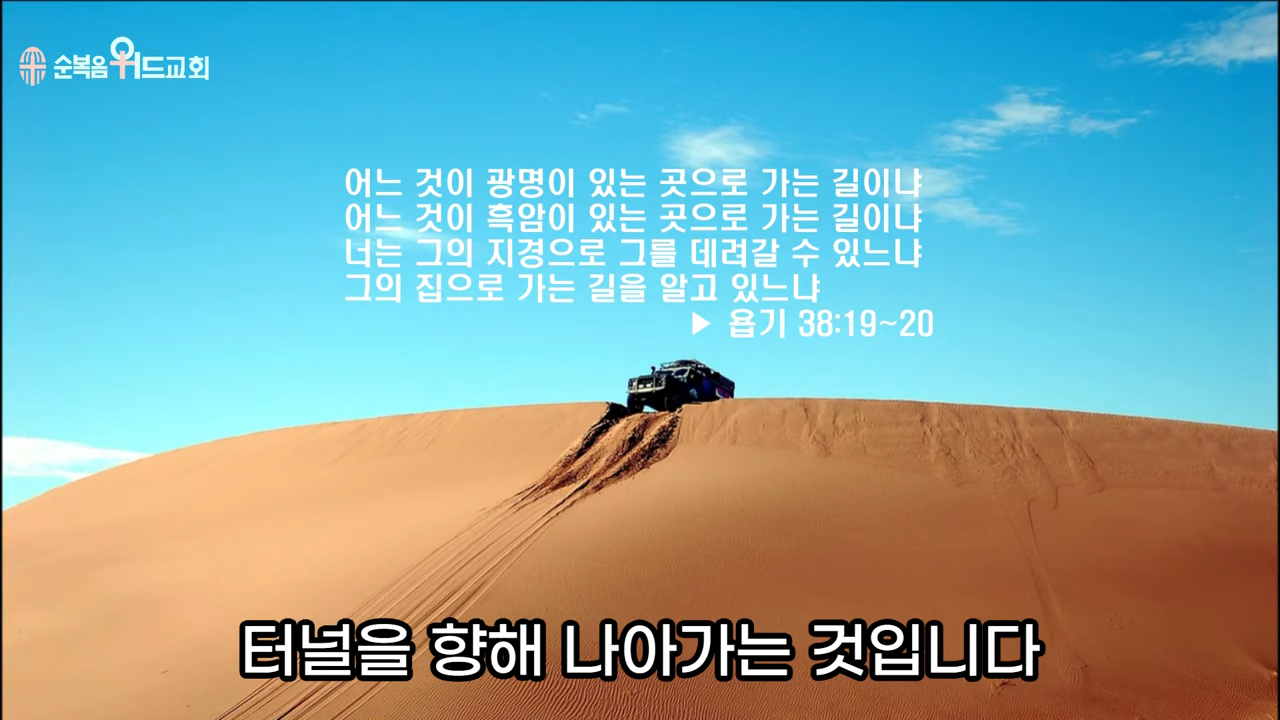 순복음위드교회
어느 것이 광명이 있는 곳으로 가는 길이냐
어느 것이 흑암이 있는 곳으로 가는 길이냐
너는 그의 지경으로 그를 데려갈 수 있느냐
그의 집으로 가는 길을 알고 있느냐
▶ 욥기 38:19~20
터널을 향해 나아가는 것입니다